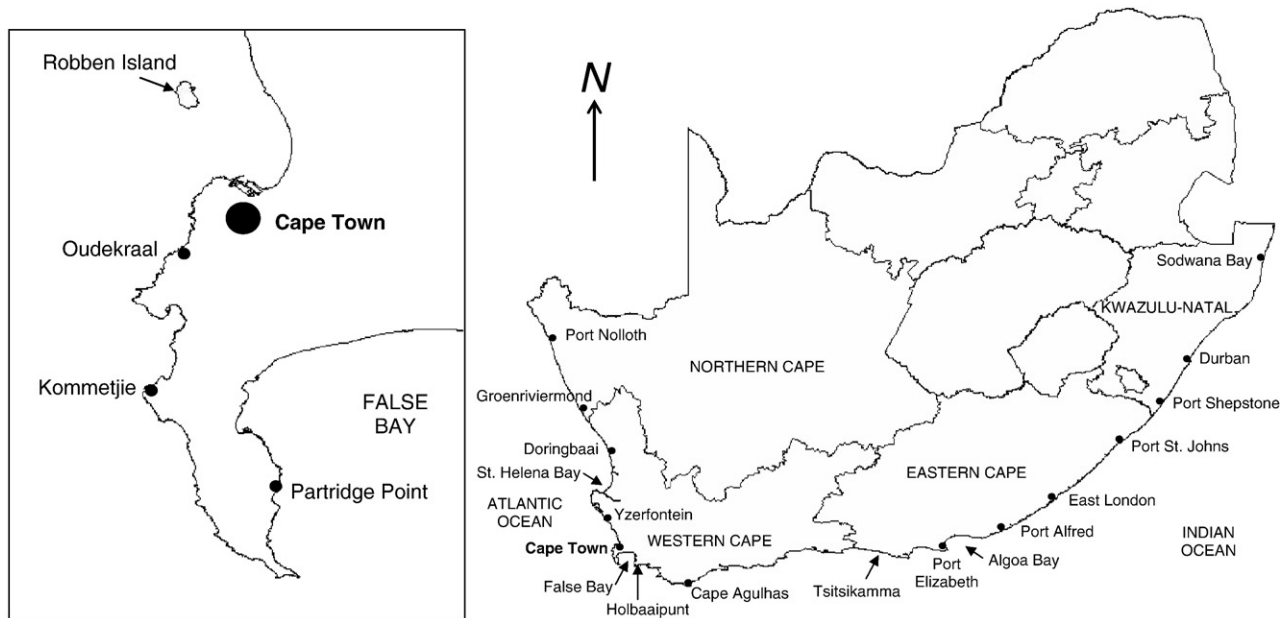 Robben Island
Cape Town
Oudekraal
Kommetjie
FALSE
BAY
Partridge Point
N
Sodwana Bay
KWAZULU-NATAL
Port Nolloth
Durban
NORTHERN CAPE
Groenriviermond
Port Shepstone
Doringbaai
Port St. Johns
St. Helena Bay
EASTERN CAPE
ATLANTIC
OCEAN
East London
Yzerfontein
Port Alfred
INDIAN
OCEAN
Cape Town
WESTERN CAPE
Port
Elizabeth
Algoa Bay
False Bay
Holbaaipunt
Cape Agulhas
Tsitsikamma